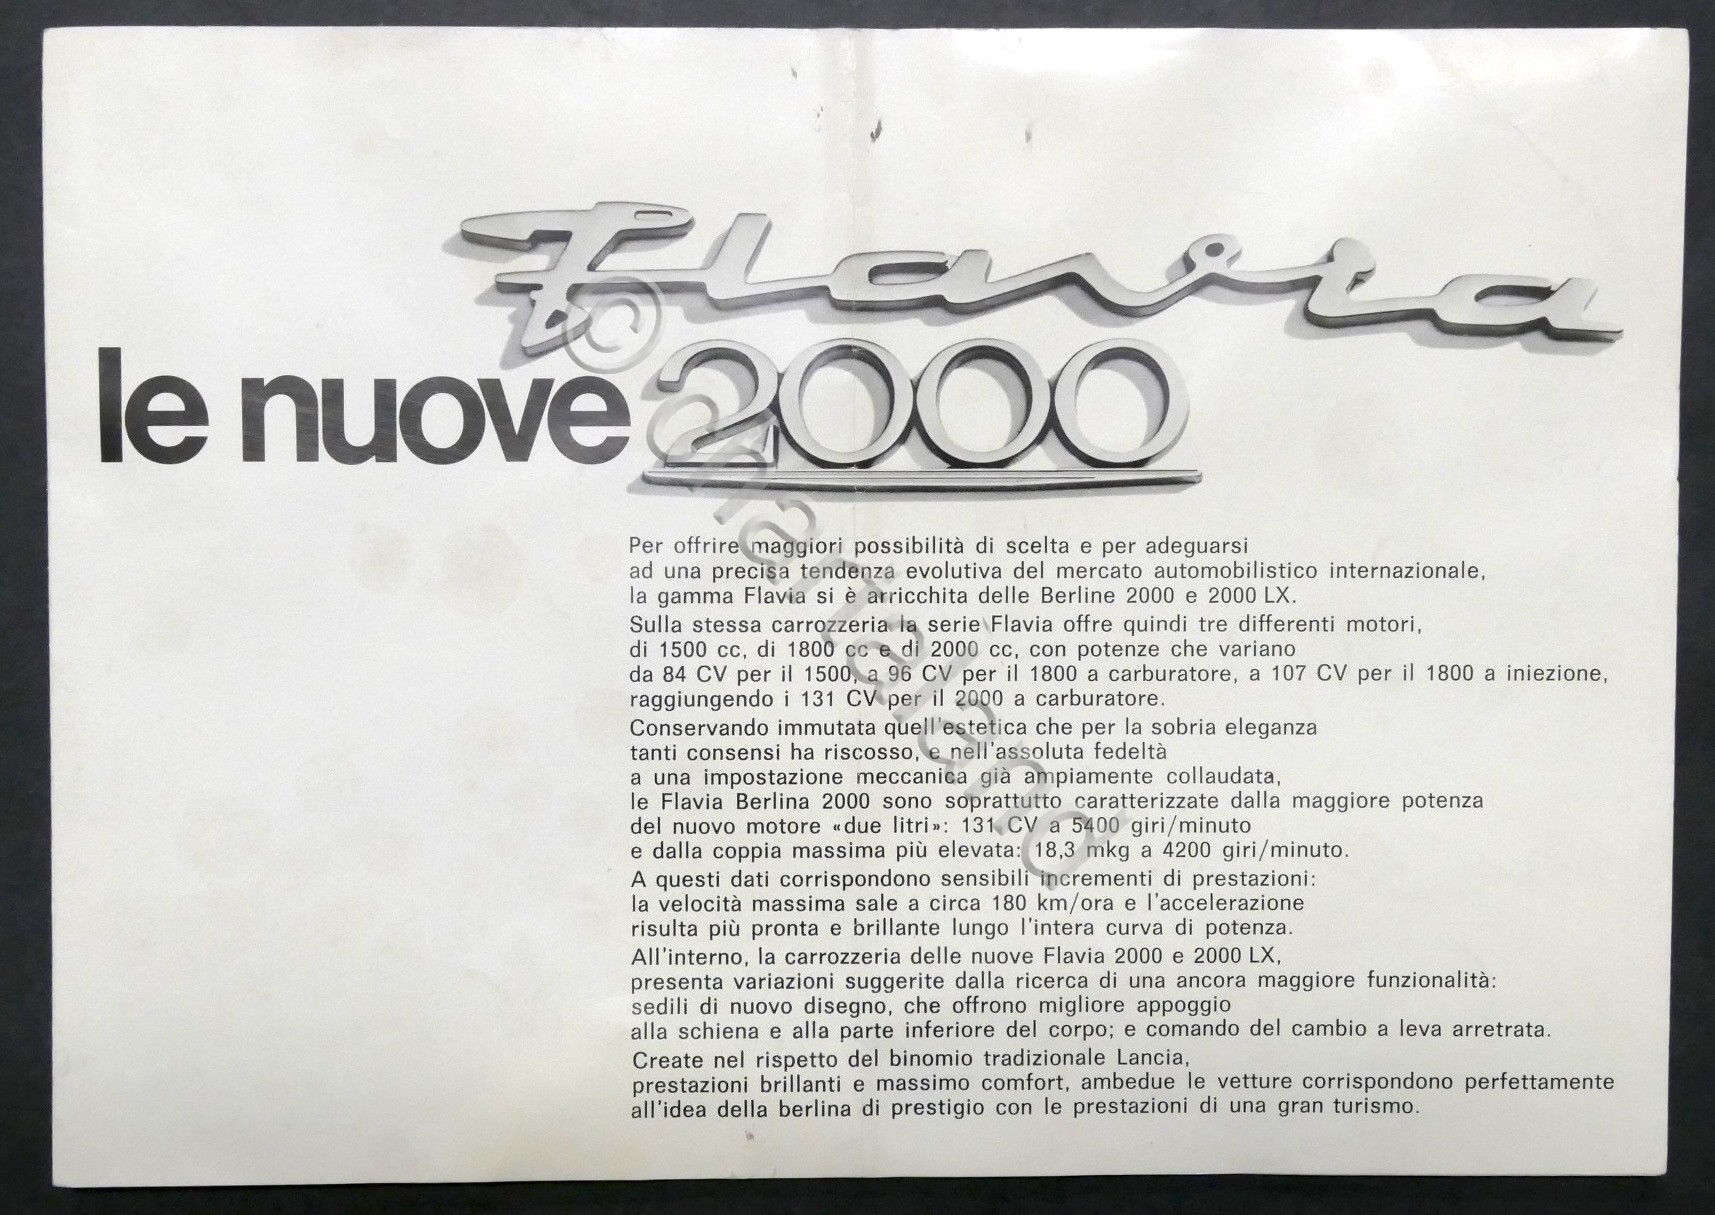 Flavia
le nuove 2000
Per offrire maggiori possibilità di scelta e per adeguarsi
ad una precisa tendenza evolutiva del mercato automobilistico internazionale,
la gamma Flavia si è arricchita delle Berline 2000 e 2000 LX.
Sulla stessa carrozzeria la serie Flavia offre quindi tre differenti motori,
di 1500 cc, di 1800 cc e di 2000 cc, con potenze che variano
da 84 CV per il 1500, a 96 CV per il 1800 a carburatore, a 107 CV per il 1800 a iniezione,
raggiungendo i 131 CV per il 2000 a carburatore.
Conservando immutata quell'estetica che per la sobria eleganza
tanti consensi ha riscosso, e nell'assoluta fedeltà
a una impostazione meccanica già ampiamente collaudata,
le Flavia Berlina 2000 sono soprattutto caratterizzate dalla maggiore potenza
del nuovo motore «due litri»: 131 CV a 5400 giri/minuto
e dalla coppia massima più elevata: 18,3 mkg a 4200 giri/minuto.
A questi dati corrispondono sensibili incrementi di prestazioni:
la velocità massima sale a circa 180 km/ora e l'accelerazione
risulta più pronta e brillante lungo l'intera curva di potenza.
All'interno, la carrozzeria delle nuove Flavia 2000 e 2000 LX,
presenta variazioni suggerite dalla ricerca di una ancora maggiore funzionalità:
sedili di nuovo disegno, che offrono migliore appoggio
alla schiena e alla parte inferiore del corpo; e comando del cambio a leva arretrata.
Create nel rispetto del binomio tradizionale Lancia,
prestazioni brillanti e massimo comfort, ambedue le vetture corrispondono perfettamente
all'idea della berlina di prestigio con le prestazioni di una gran turismo.
© chartaland